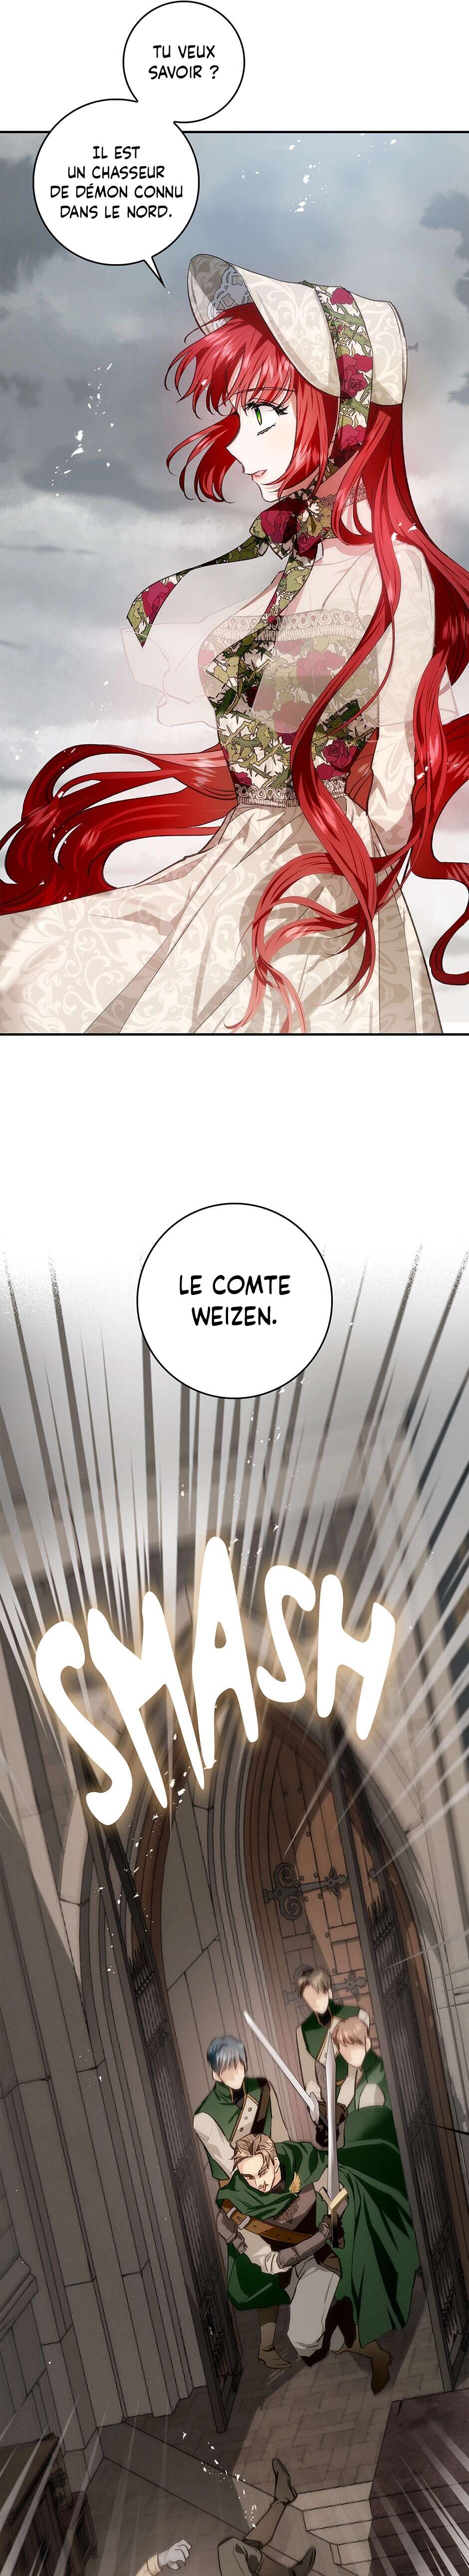 TU VEUX
SAVOIR ?
IL EST
UN CHASSEUR
DE DÉMON CONNU
DANS LE NORD.
LE COMTE
WEIZEN.
SMASH